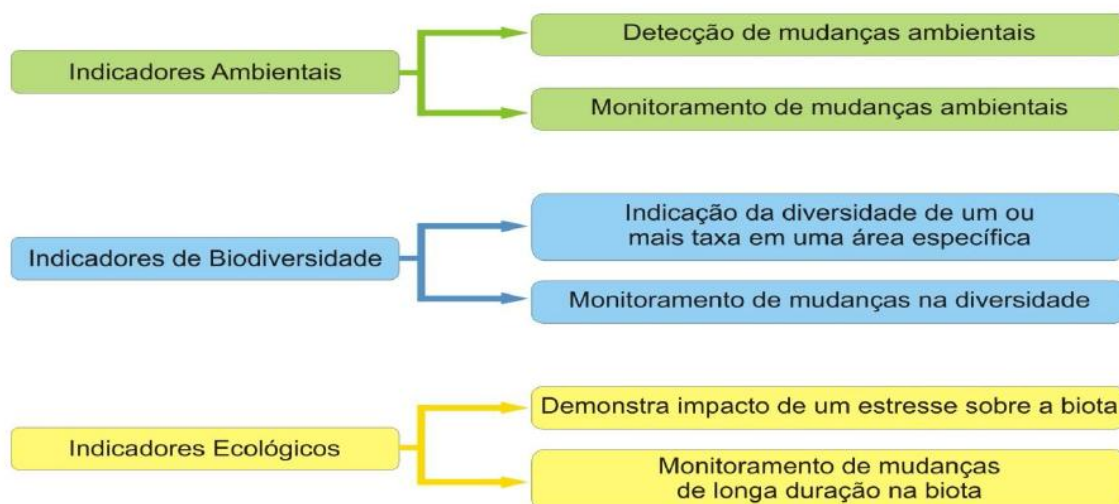 Indicadores Ambientais
Detecção de mudanças ambientais
Monitoramento de mudanças ambientais
Indicadores de Biodiversidade
Indicação da diversidade de um ou
mais taxa em uma área específica
Monitoramento de mudanças na diversidade
Indicadores Ecológicos
Demonstra impacto de um estresse sobre a biota
Monitoramento de mudanças
de longa duração na biota